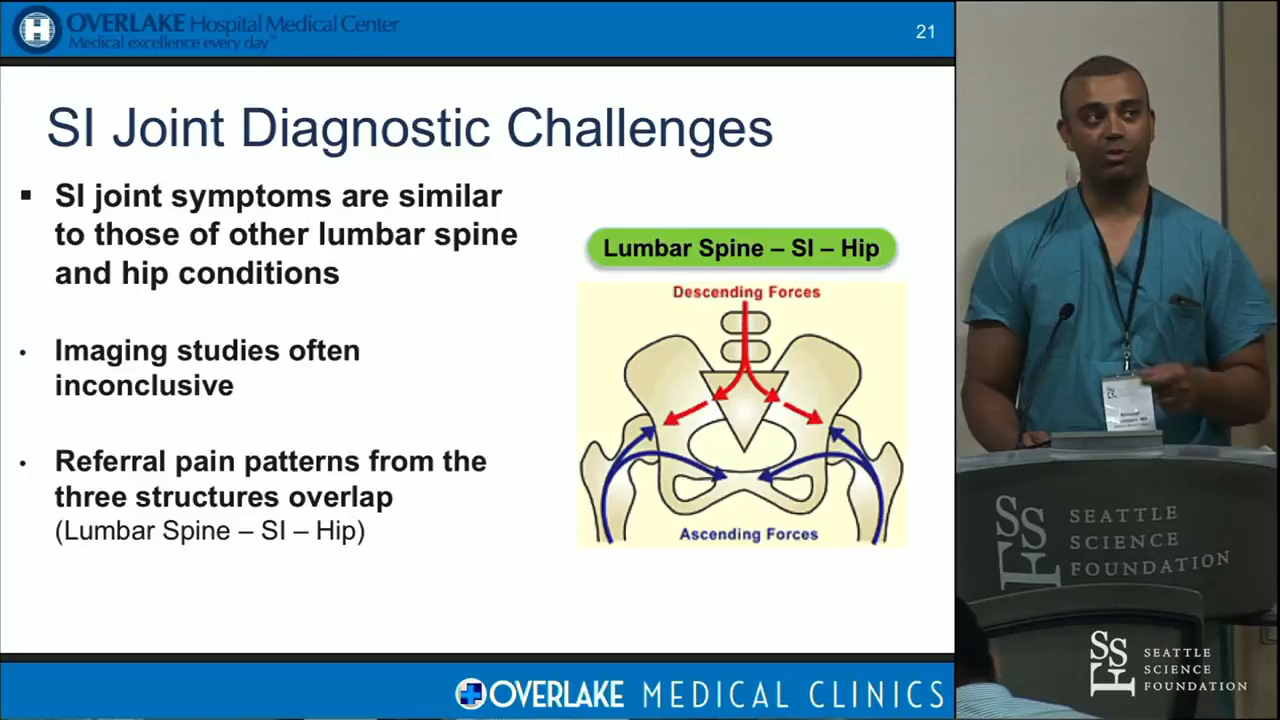 OVERLAKE Hospital Medical Center
Medical excellence every day℠
21
SI Joint Diagnostic Challenges
▪ SI joint symptoms are similar
to those of other lumbar spine
and hip conditions
• Imaging studies often
inconclusive
• Referral pain patterns from the
three structures overlap
(Lumbar Spine – SI – Hip)
Lumbar Spine – SI – Hip
Descending Forces
Ascending Forces
OVERLAKE MEDICAL CLINICS
SSF
SEATTLE
SCIENCE
FOUNDATION
SSF
SEATTLE
SCIENCE
FOUNDATION